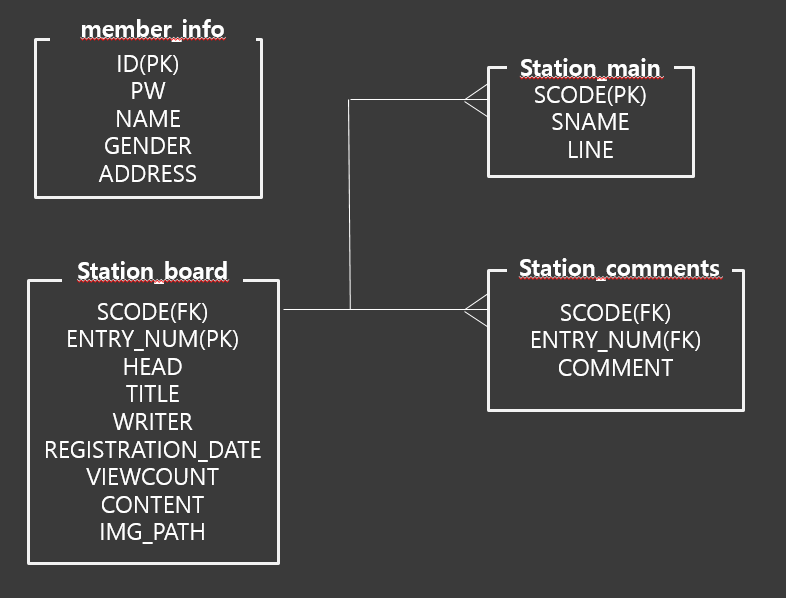 member_info
ID(PK)
PW
NAME
GENDER
ADDRESS
Station_main
SCODE(PK)
SNAME
LINE
Station_board
SCODE(FK)
ENTRY_NUM(PK)
HEAD
TITLE
WRITER
REGISTRATION_DATE
VIEWCOUNT
CONTENT
IMG_PATH
Station_comments
SCODE(FK)
ENTRY_NUM(FK)
COMMENT